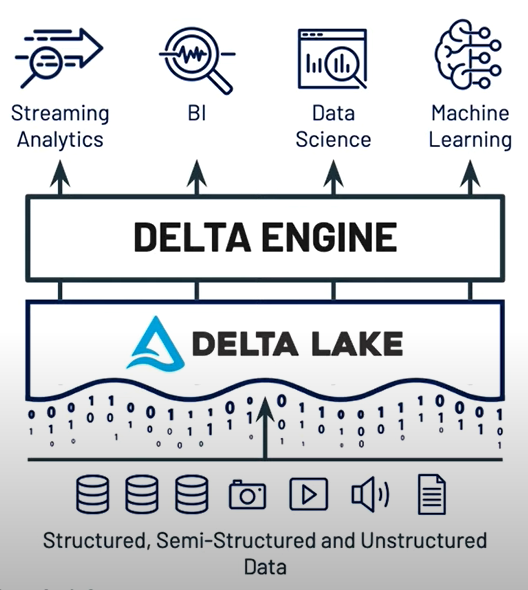 Streaming
Analytics
BI
Data
Science
Machine
Learning
DELTA ENGINE
DELTA LAKE
Structured, Semi-Structured and Unstructured
Data